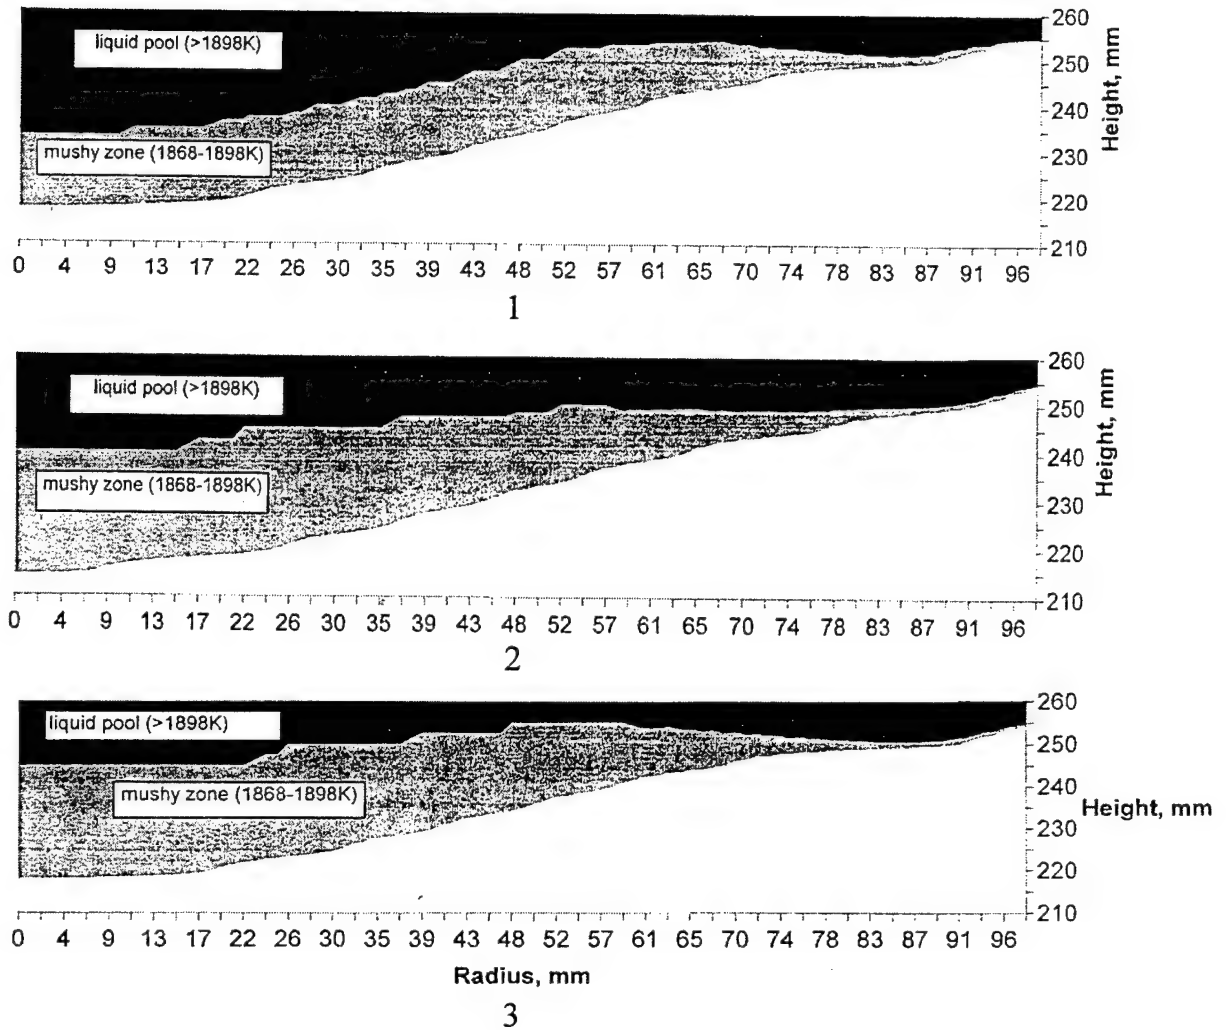 liquid pool (>1898K)
mushy zone (1868-1898K)
260
250
240
230
220
210
Height, mm
0 4 9 13 17 22 26 30 35 39 43 48 52 57 61 65 70 74 78 83 87 91 96
1
liquid pool (>1898K)
mushy zone (1868-1898K)
260
250
240
230
220
210
Height, mm
0 4 9 13 17 22 26 30 35 39 43 48 52 57 61 65 70 74 78 83 87 91 96
2
liquid pool (>1898K)
mushy zone (1868-1898K)
260
250
240
230
220
210
Height, mm
0 4 9 13 17 22 26 30 35 39 43 48 52 57 61 65 70 74 78 83 87 91 96
Radius, mm
3